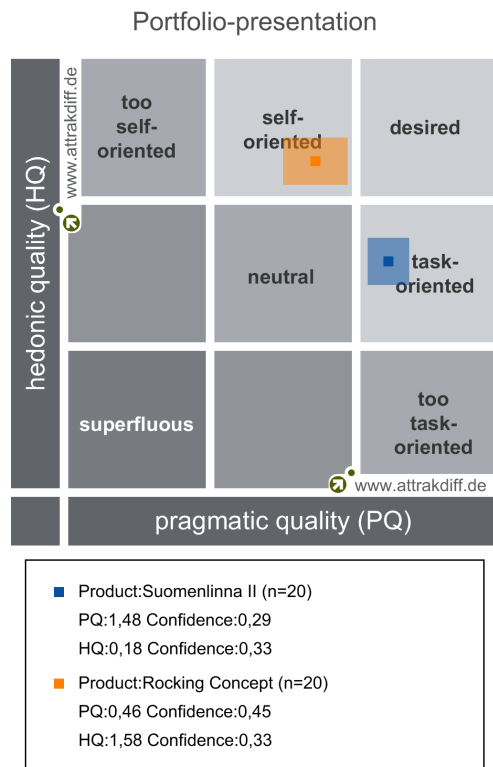 Portfolio-presentation
www.attrakdiff.de
hedonic quality (HQ)
too
self-
oriented
self-
oriented
desired
neutral
task-
oriented
superfluous
too
task-
oriented
www.attrakdiff.de
pragmatic quality (PQ)
Product:Suomenlinna II (n=20)
PQ:1,48 Confidence:0,29
HQ:0,18 Confidence:0,33
Product:Rocking Concept (n=20)
PQ:0,46 Confidence:0,45
HQ:1,58 Confidence:0,33